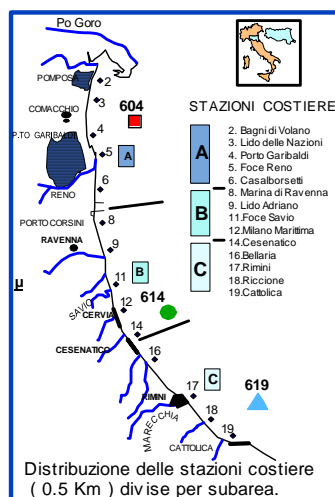 Po Goro
POMPOSA
2
3
COMACCHIO
604
4
P.TO GARIBALDI
5
A
RENO
6
PORTO CORSINI
8
RAVENNA
9
B
11
SAVIO
12
614
CERVIA
14
CESENATICO
16
C
619
17
RIMINI
18
MARECCHIA
19
CATTOLICA
µ
STAZIONI COSTIERE
A
B
C
2. Bagni di Volano
3. Lido delle Nazioni
4. Porto Garibaldi
5. Foce Reno
6. Casalborsetti
8. Marina di Ravenna
9. Lido Adriano
11.Foce Savio
12.Milano Marittima
14.Cesenatico
16.Bellaria
17.Rimini
18.Riccione
19.Cattolica
Distribuzione delle stazioni costiere
( 0.5 Km ) divise per subarea.